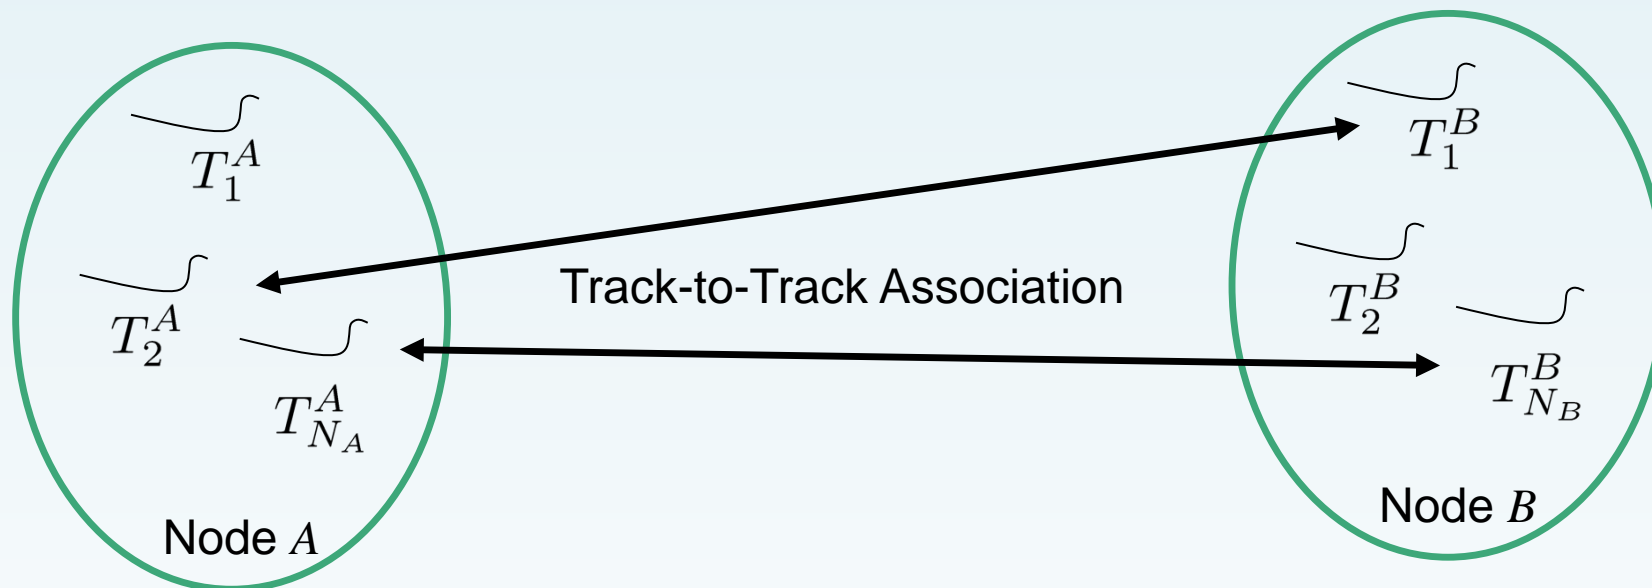 $T_1^A$
$T_2^A$
$T_{N_A}^A$
Node $A$
Track-to-Track Association
$T_1^B$
$T_2^B$
$T_{N_B}^B$
Node $B$